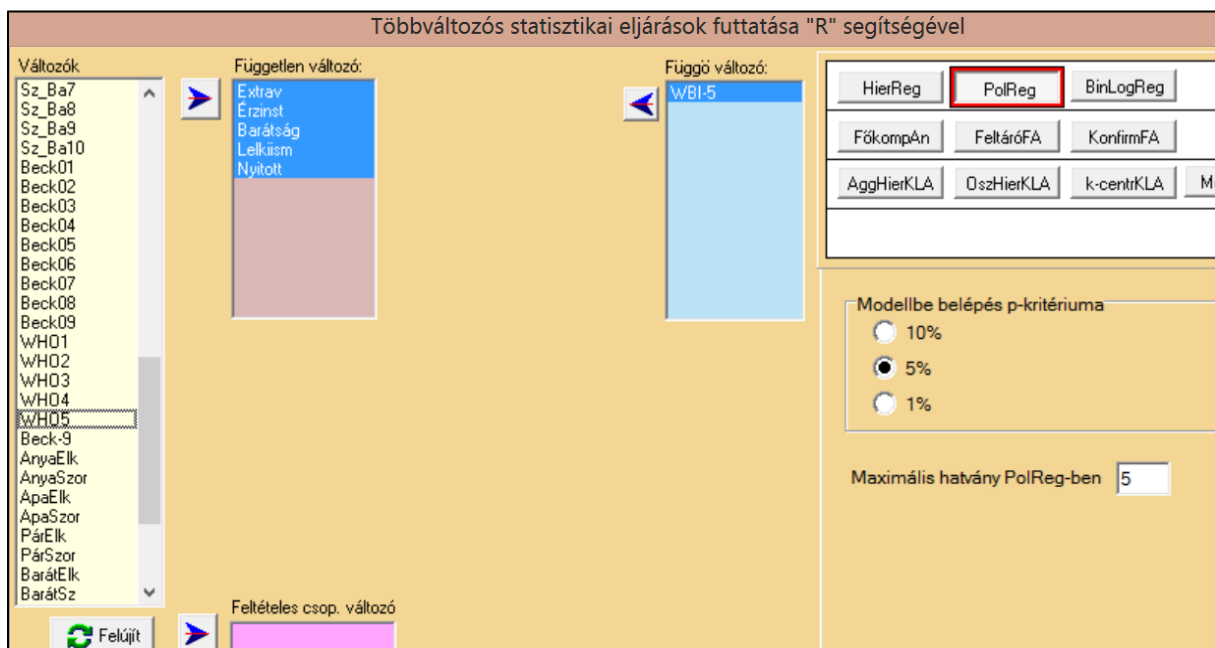 Többváltozós statisztikai eljárások futtatása "R" segítségével
Változók
Sz_Ba7
Sz_Ba8
Sz_Ba9
Sz_Ba10
Beck01
Beck02
Beck03
Beck04
Beck05
Beck06
Beck07
Beck08
Beck09
WHO1
WHO2
WHO3
WHO4
WHO5
Beck-9
AnyaElk
AnyaSzor
ApaElk
ApaSzor
PárElk
PárSzor
BarátElk
BarátSz
Felújít
Független változó:
Extrav
Érzinst
Barátság
Lelkiism
Nyitott
Feltételes csop. változó
Függö változó:
WBI-5
HierReg PolReg BinLogReg
FőkompAn FeltáróFA KonfirmFA
AggHierKLA OszHierKLA k-centrKLA M
Modellbe belépés p-kritériuma
10%
5%
1%
Maximális hatvány PolReg-ben 5